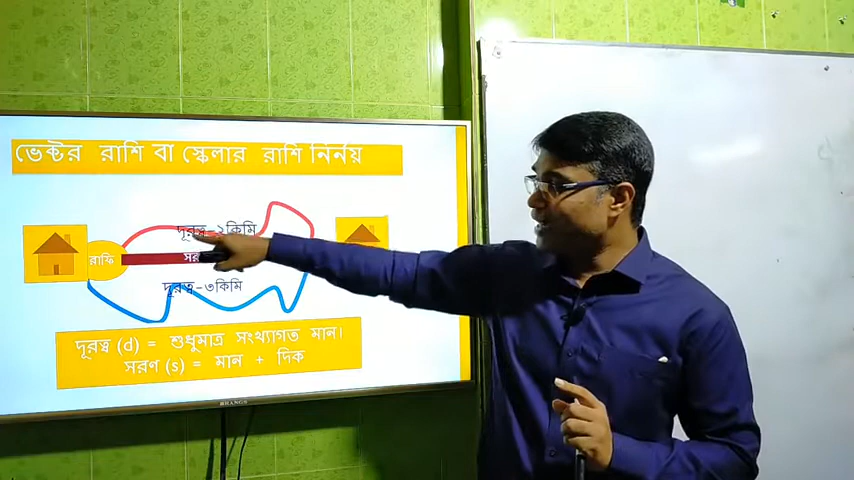 ভেক্টর রাশি বা স্কেলার রাশি নির্নয়
দূরত্ব-২কিমি
রাফি
দূরত্ব-৩কিমি
দূরত্ব (d) = শুধুমাত্র সংখ্যাগত মান।
সরণ (s) = মান + দিক